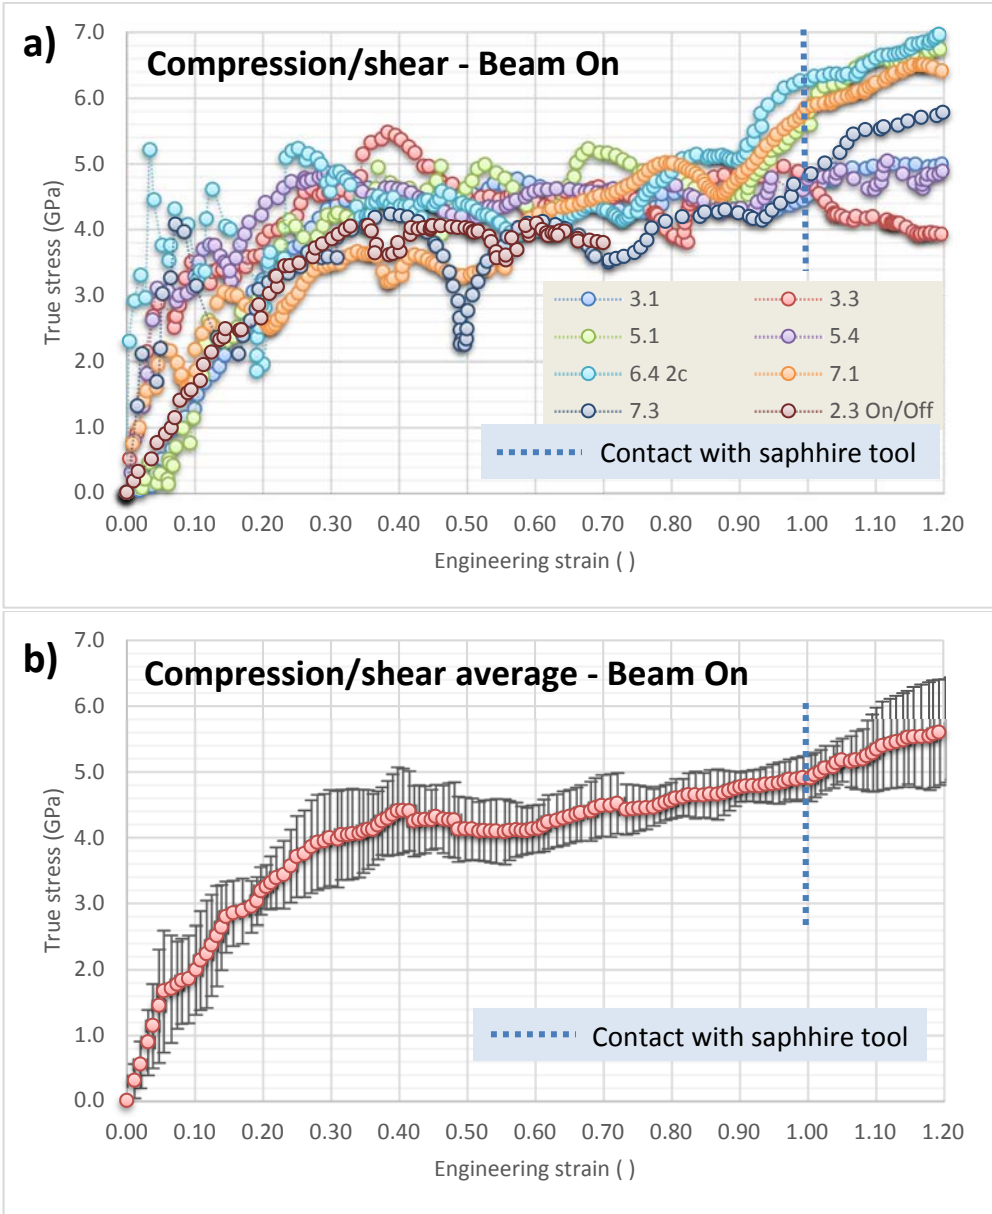 a)
Compression/shear - Beam On
True stress (GPa)
7.0
6.0
5.0
4.0
3.0
2.0
1.0
0.0
3.1 3.3
5.1 5.4
6.4 2c 7.1
7.3 2.3 On/Off
Contact with saphhire tool
0.00 0.10 0.20 0.30 0.40 0.50 0.60 0.70 0.80 0.90 1.00 1.10 1.20
Engineering strain ( )
b)
Compression/shear average - Beam On
True stress (GPa)
7.0
6.0
5.0
4.0
3.0
2.0
1.0
0.0
Contact with saphhire tool
0.00 0.10 0.20 0.30 0.40 0.50 0.60 0.70 0.80 0.90 1.00 1.10 1.20
Engineering strain ( )